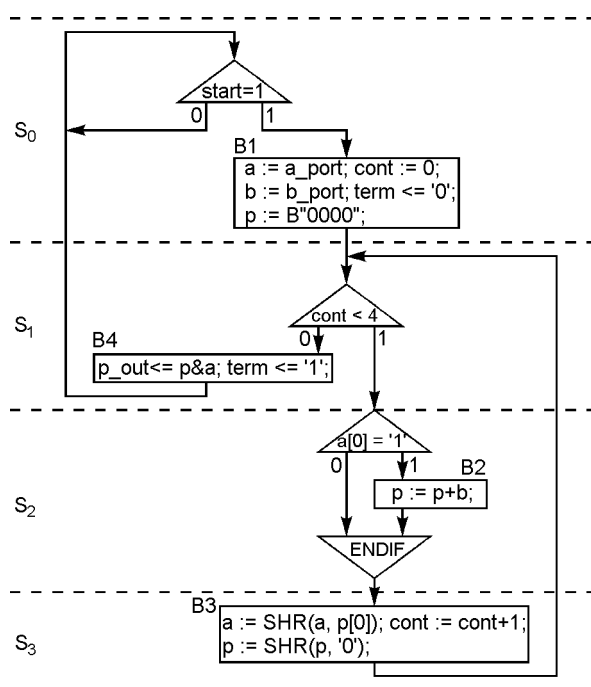 start=1
0 1
S0
B1
a := a_port; cont := 0;
b := b_port; term <= '0';
p := B"0000";
cont < 4
S1
0 1
B4
p_out<= p&a; term <= '1';
a[0] = '1'
0 1
B2
p := p+b;
S2
ENDIF
B3
a := SHR(a, p[0]); cont := cont+1;
p := SHR(p, '0');
S3